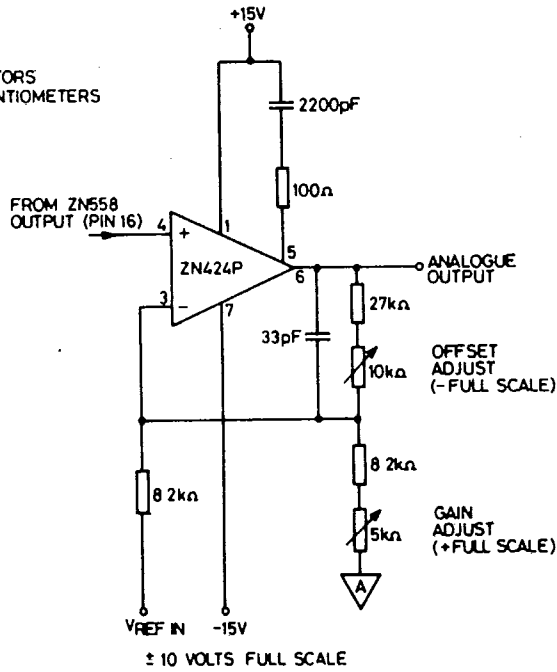 +15V
TORS
NTIOMETERS
2200pF
100Ω
FROM ZN558
OUTPUT (PIN 16)
4
+
1
5
ZN424P
6
ANALOGUE
OUTPUT
3
-
7
27kΩ
33pF
10kΩ
OFFSET
ADJUST
(-FULL SCALE)
8 2kΩ
8 2kΩ
5kΩ
GAIN
ADJUST
(+FULL SCALE)
A
VREF IN
-15V
± 10 VOLTS FULL SCALE